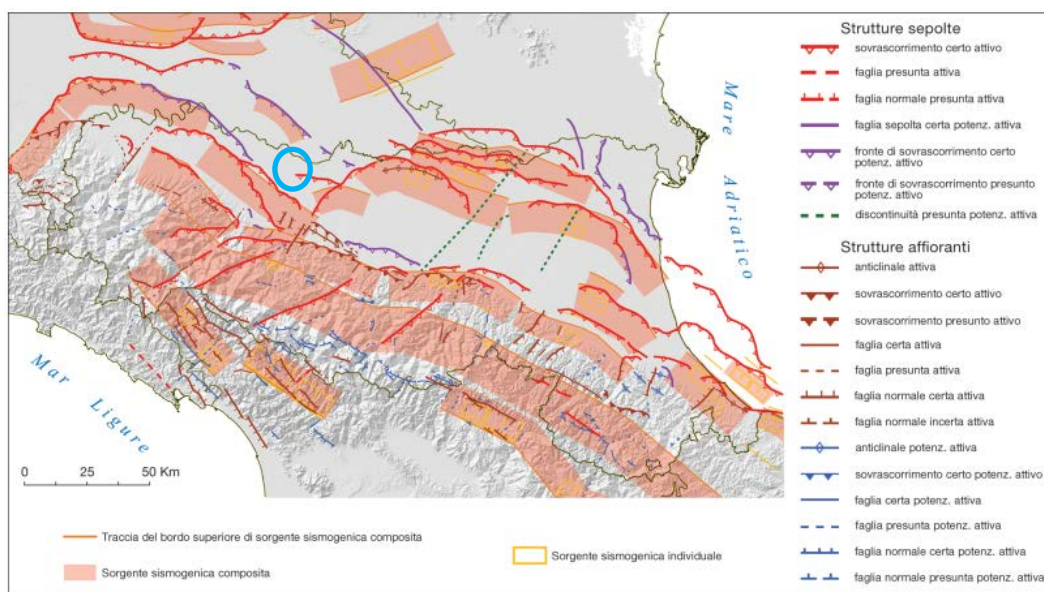 Strutture sepolte
sovrascorrimento certo attivo
faglia presunta attiva
faglia normale presunta attiva
faglia sepolta certa potenz. attiva
fronte di sovrascorrimento certo
potenz. attivo
fronte di sovrascorrimento presunto
potenz. attivo
discontinuità presunta potenz. attiva
Strutture affioranti
anticlinale attiva
sovrascorrimento certo attivo
sovrascorrimento presunto attivo
faglia certa attiva
faglia presunta attiva
faglia normale certa attiva
faglia normale incerta attiva
anticlinale potenz. attiva
sovrascorrimento certo potenz. attivo
faglia certa potenz. attiva
faglia presunta potenz. attiva
faglia normale certa potenz. attiva
faglia normale presunta potenz. attiva
Mare Adriatico
Mar Ligure
0 25 50 Km
Traccia del bordo superiore di sorgente sismogenica composita
Sorgente sismogenica composita
Sorgente sismogenica individuale